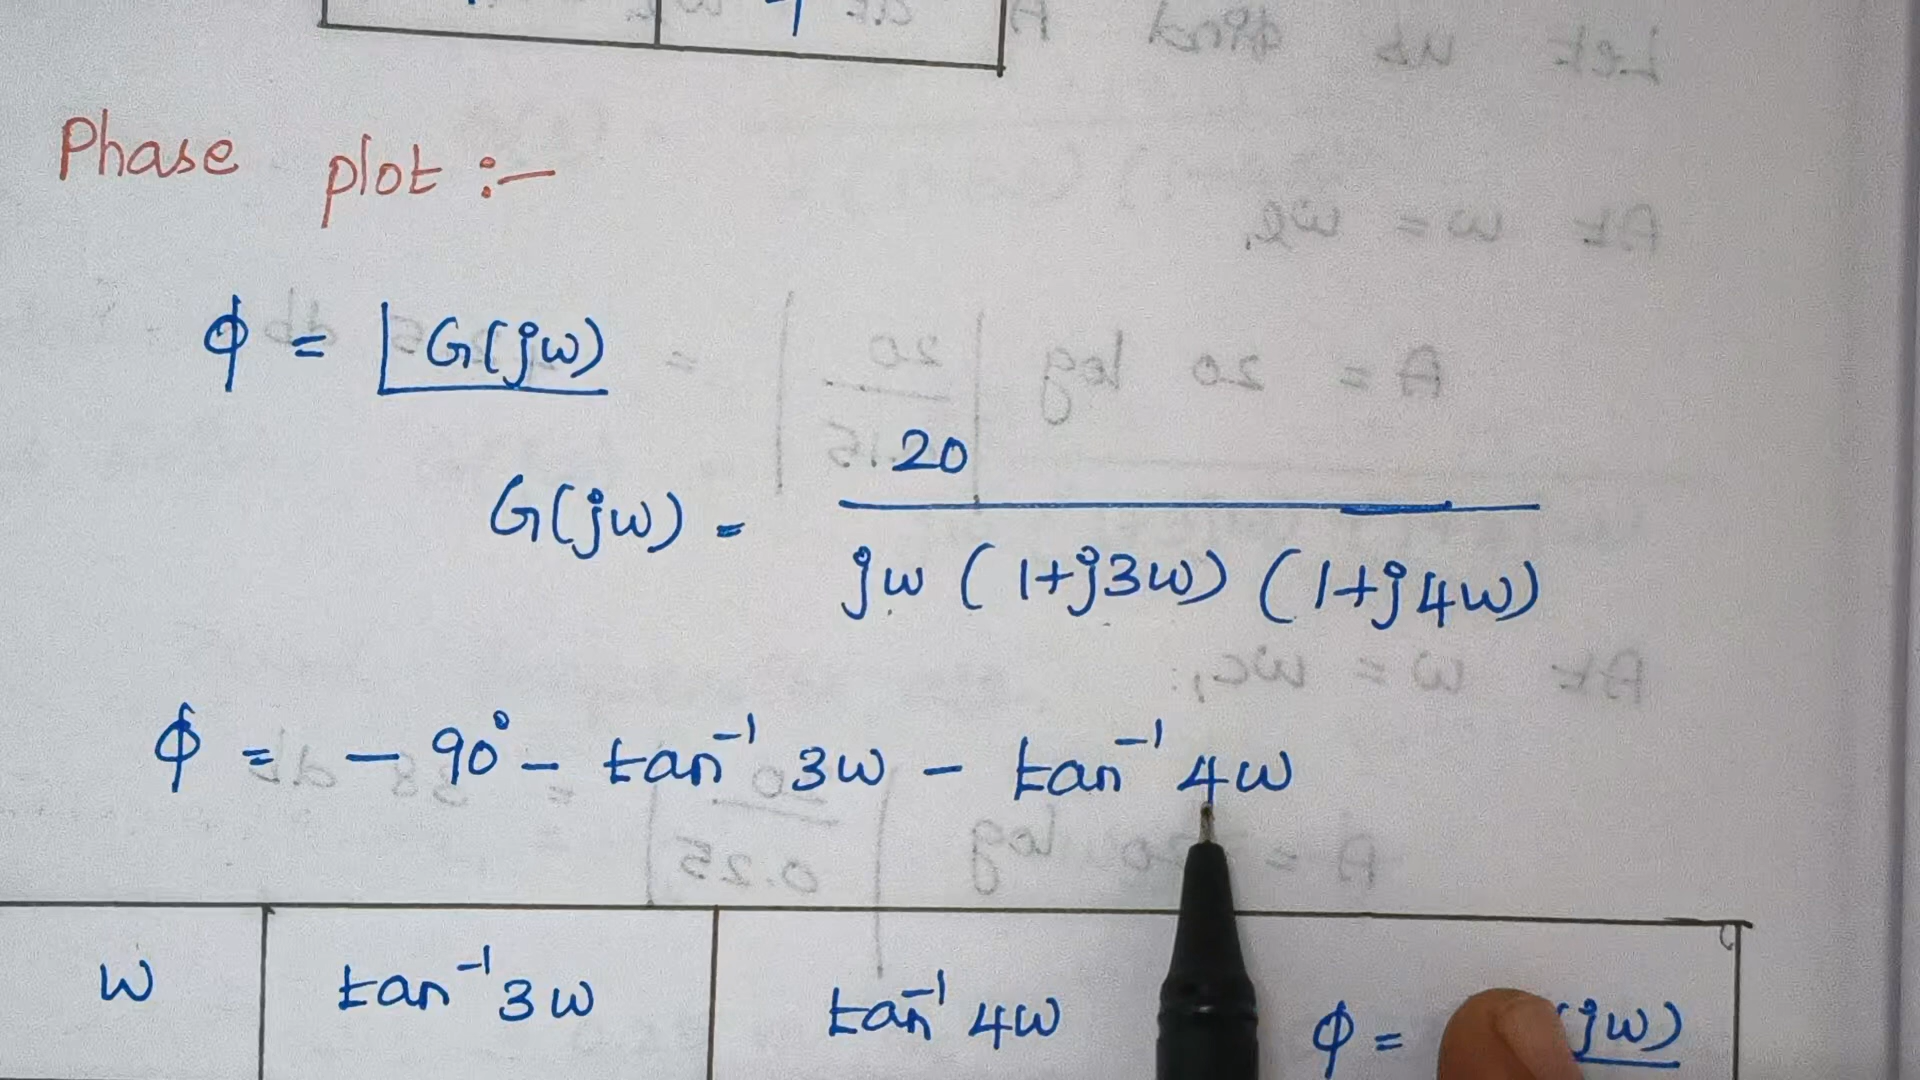 Phase plot :-
ϕ = ∠G(jω)
G(jω) = 20 / jω (1+j3ω) (1+j4ω)
ϕ = - 90° - tan⁻¹ 3ω - tan⁻¹ 4ω
ω tan⁻¹ 3ω tan⁻¹ 4ω ϕ = (jω)